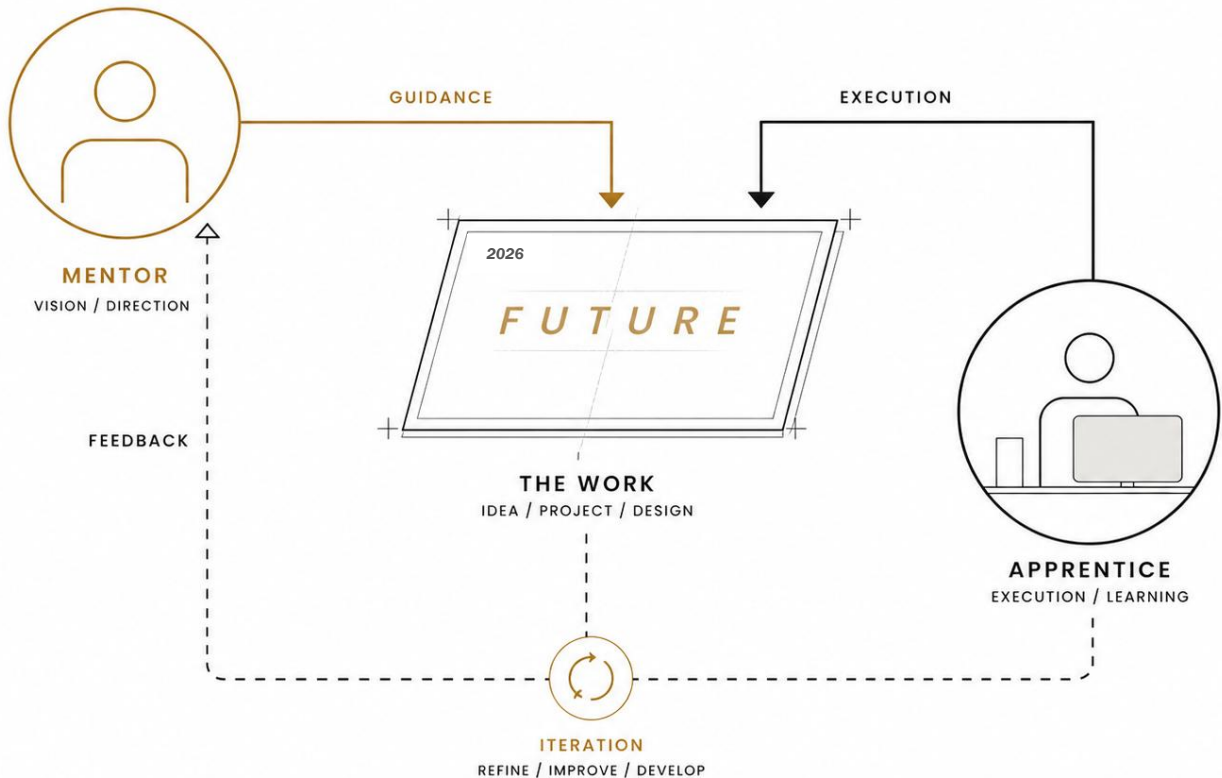 GUIDANCE
EXECUTION
2026
FUTURE
MENTOR
VISION / DIRECTION
FEEDBACK
THE WORK
IDEA / PROJECT / DESIGN
APPRENTICE
EXECUTION / LEARNING
ITERATION
REFINE / IMPROVE / DEVELOP